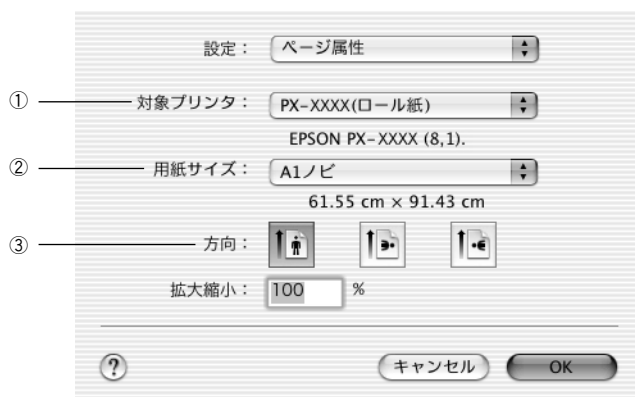 設定： ページ属性
① 対象プリンタ： PX-XXXX(ロール紙)
EPSON PX-XXXX (8,1).
② 用紙サイズ： A1ノビ
61.55 cm × 91.43 cm
③ 方向：
拡大縮小： 100 %
? キャンセル OK